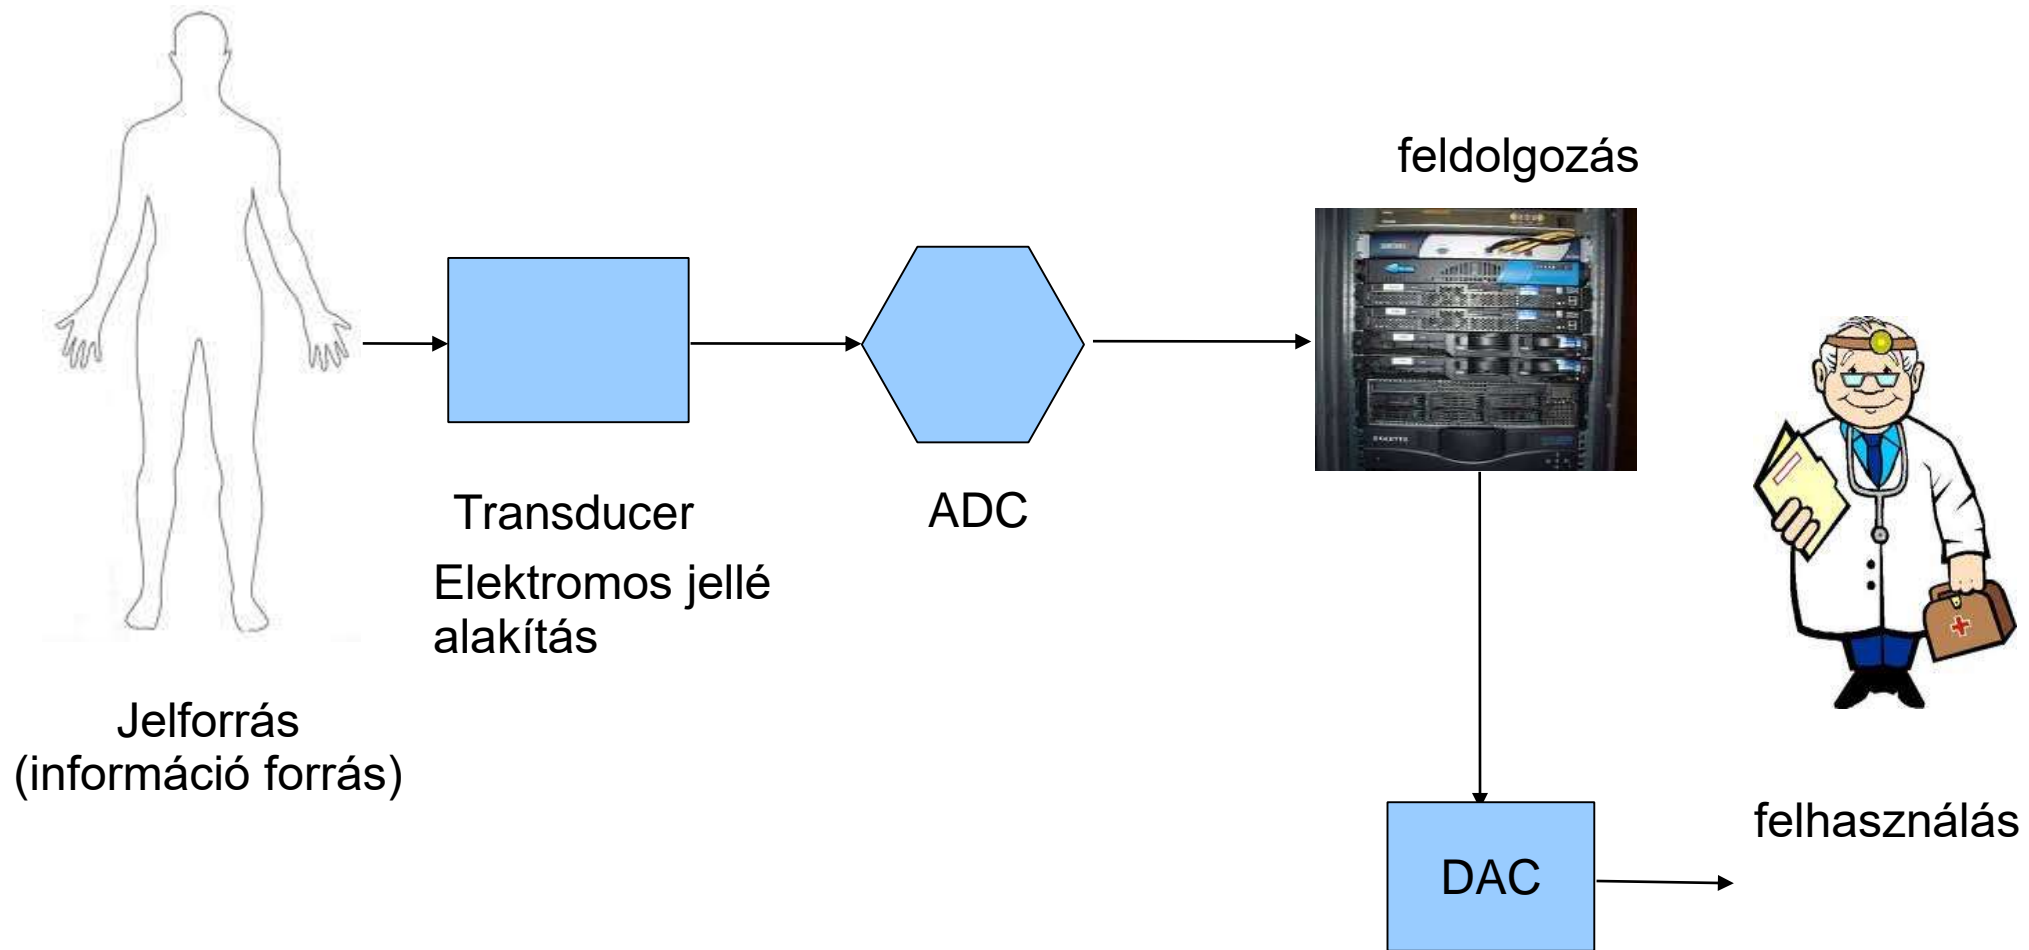 feldolgozás
Transducer
Elektromos jellé
alakítás
ADC
Jelforrás
(információ forrás)
felhasználás
DAC